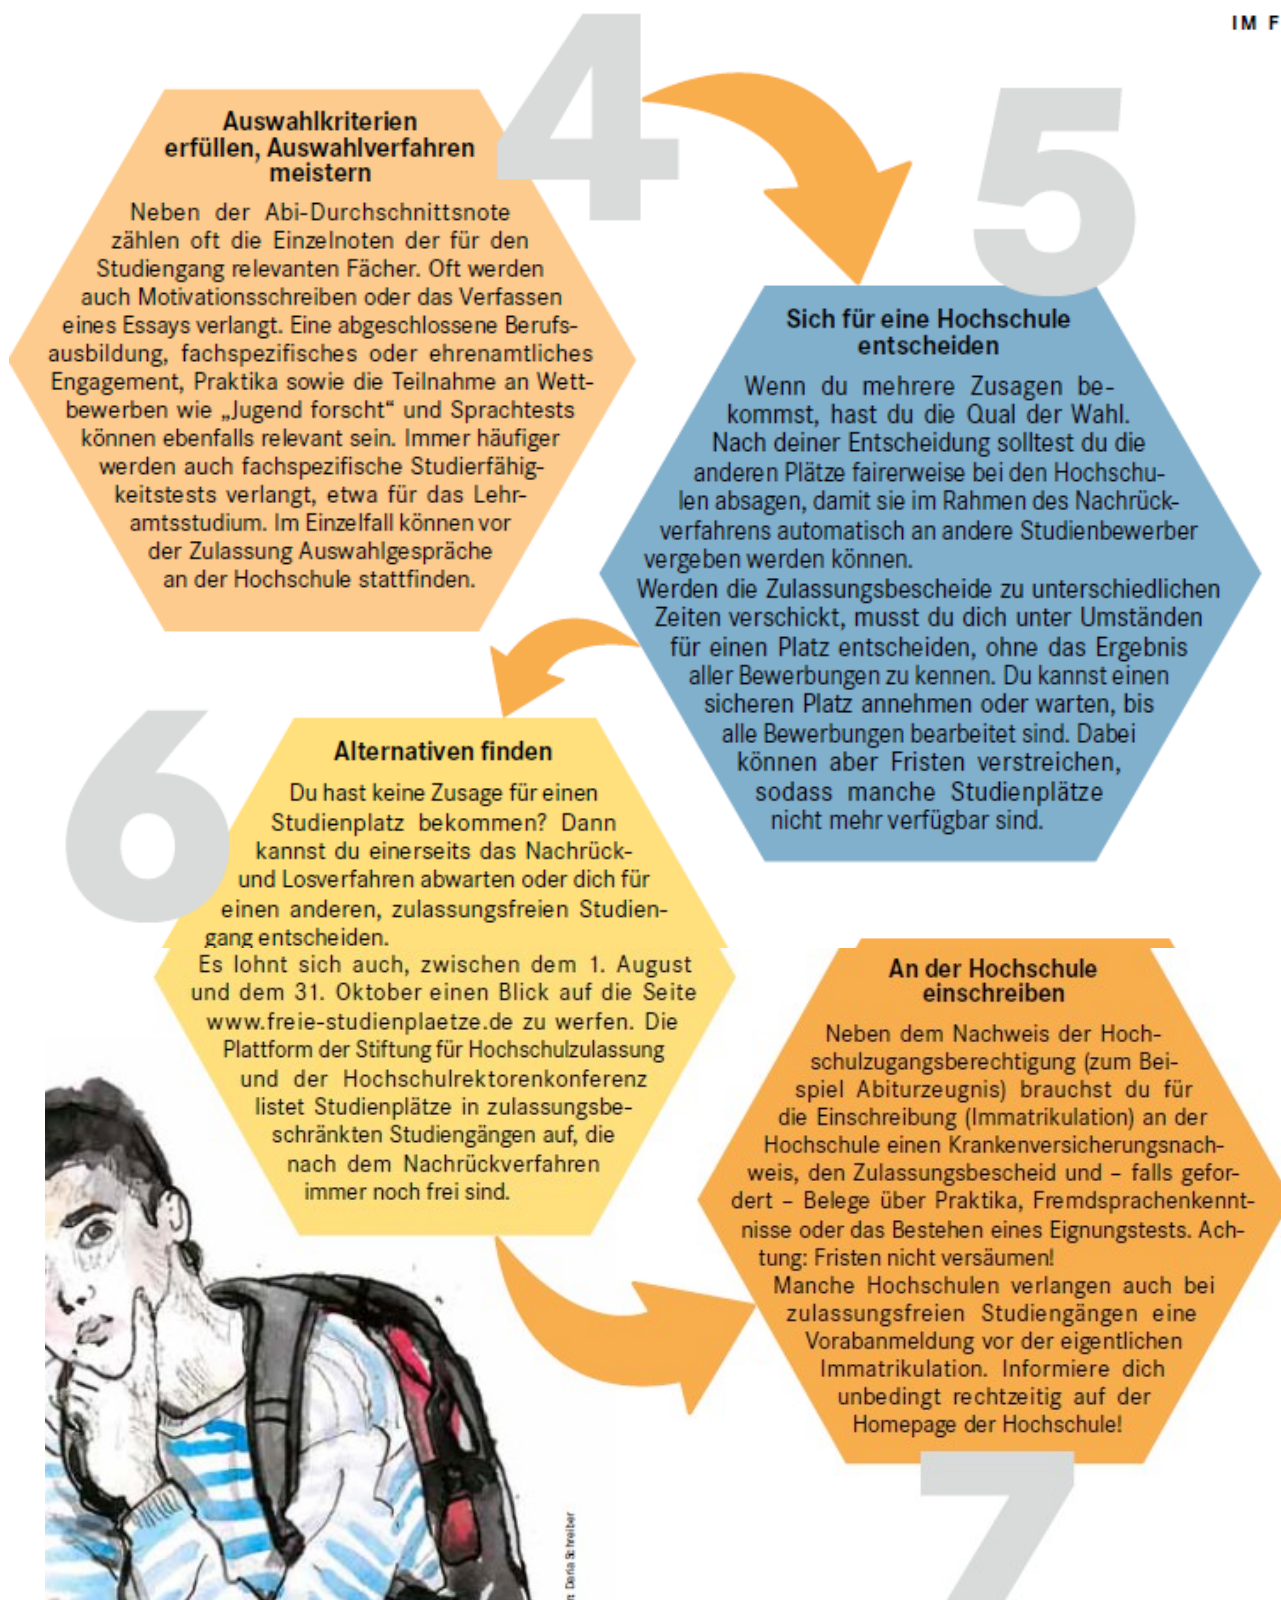 IM F
4
Auswahlkriterien
erfüllen, Auswahlverfahren
meistern
Neben der Abi-Durchschnittsnote
zählen oft die Einzelnoten der für den
Studiengang relevanten Fächer. Oft werden
auch Motivationsschreiben oder das Verfassen
eines Essays verlangt. Eine abgeschlossene Berufs-
ausbildung, fachspezifisches oder ehrenamtliches
Engagement, Praktika sowie die Teilnahme an Wett-
bewerben wie „Jugend forscht“ und Sprachtests
können ebenfalls relevant sein. Immer häufiger
werden auch fachspezifische Studierfähig-
keitstests verlangt, etwa für das Lehr-
amtsstudium. Im Einzelfall können vor
der Zulassung Auswahlgespräche
an der Hochschule stattfinden.
5
Sich für eine Hochschule
entscheiden
Wenn du mehrere Zusagen be-
kommst, hast du die Qual der Wahl.
Nach deiner Entscheidung solltest du die
anderen Plätze fairerweise bei den Hochschu-
len absagen, damit sie im Rahmen des Nachrück-
verfahrens automatisch an andere Studienbewerber
vergeben werden können.
Werden die Zulassungsbescheide zu unterschiedlichen
Zeiten verschickt, musst du dich unter Umständen
für einen Platz entscheiden, ohne das Ergebnis
aller Bewerbungen zu kennen. Du kannst einen
sicheren Platz annehmen oder warten, bis
alle Bewerbungen bearbeitet sind. Dabei
können aber Fristen verstreichen,
sodass manche Studienplätze
nicht mehr verfügbar sind.
6
Alternativen finden
Du hast keine Zusage für einen
Studienplatz bekommen? Dann
kannst du einerseits das Nachrück-
und Losverfahren abwarten oder dich für
einen anderen, zulassungsfreien Studien-
gang entscheiden.
Es lohnt sich auch, zwischen dem 1. August
und dem 31. Oktober einen Blick auf die Seite
www.freie-studienplaetze.de zu werfen. Die
Plattform der Stiftung für Hochschulzulassung
und der Hochschulrektorenkonferenz
listet Studienplätze in zulassungsbe-
schränkten Studiengängen auf, die
nach dem Nachrückverfahren
immer noch frei sind.
An der Hochschule
einschreiben
Neben dem Nachweis der Hoch-
schulzugangsberechtigung (zum Bei-
spiel Abiturzeugnis) brauchst du für
die Einschreibung (Immatrikulation) an der
Hochschule einen Krankenversicherungsnach-
weis, den Zulassungsbescheid und – falls gefor-
dert – Belege über Praktika, Fremdsprachenkennt-
nisse oder das Bestehen eines Eignungstests. Ach-
tung: Fristen nicht versäumen!
Manche Hochschulen verlangen auch bei
zulassungsfreien Studiengängen eine
Vorabanmeldung vor der eigentlichen
Immatrikulation. Informiere dich
unbedingt rechtzeitig auf der
Homepage der Hochschule!
7
Daria Schreiber